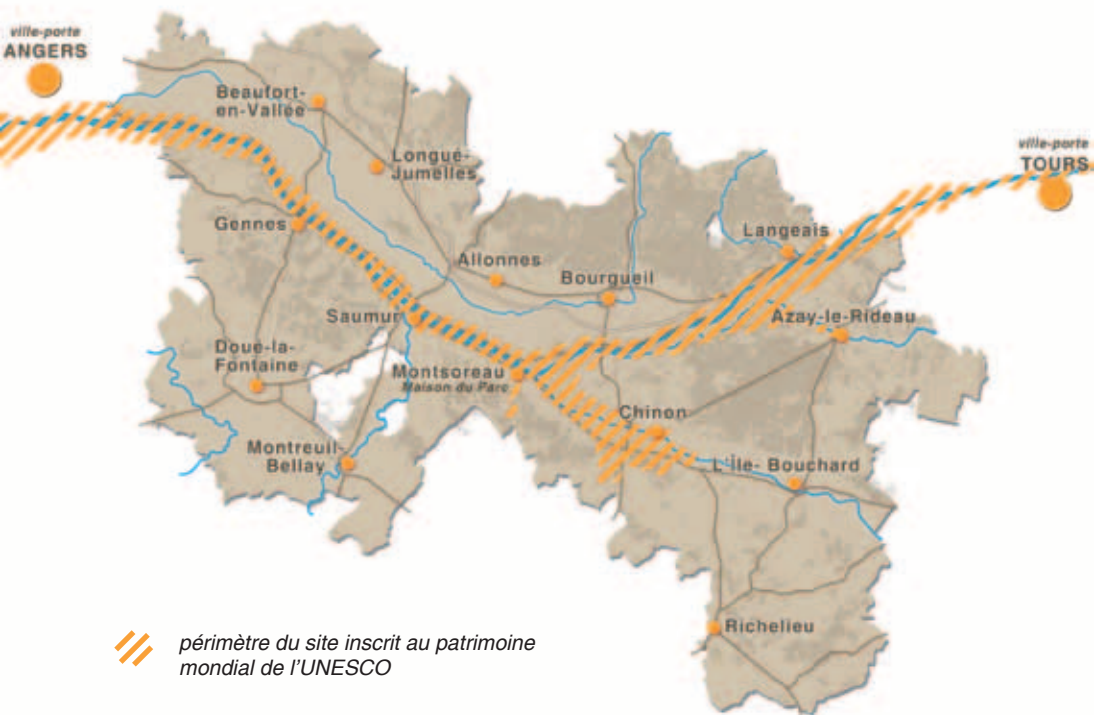 ville-porte
ANGERS
Beaufort-
en-Vallée
Longué-
Jumelles
ville-porte
TOURS
Gennes
Langeais
Allonnes
Bourgueil
Saumur
Azay-le-Rideau
Doué-la-
Fontaine
Montsoreau
Maison du Parc
Chinon
Montreuil-
Bellay
L'Île- Bouchard
Richelieu
périmètre du site inscrit au patrimoine
mondial de l'UNESCO